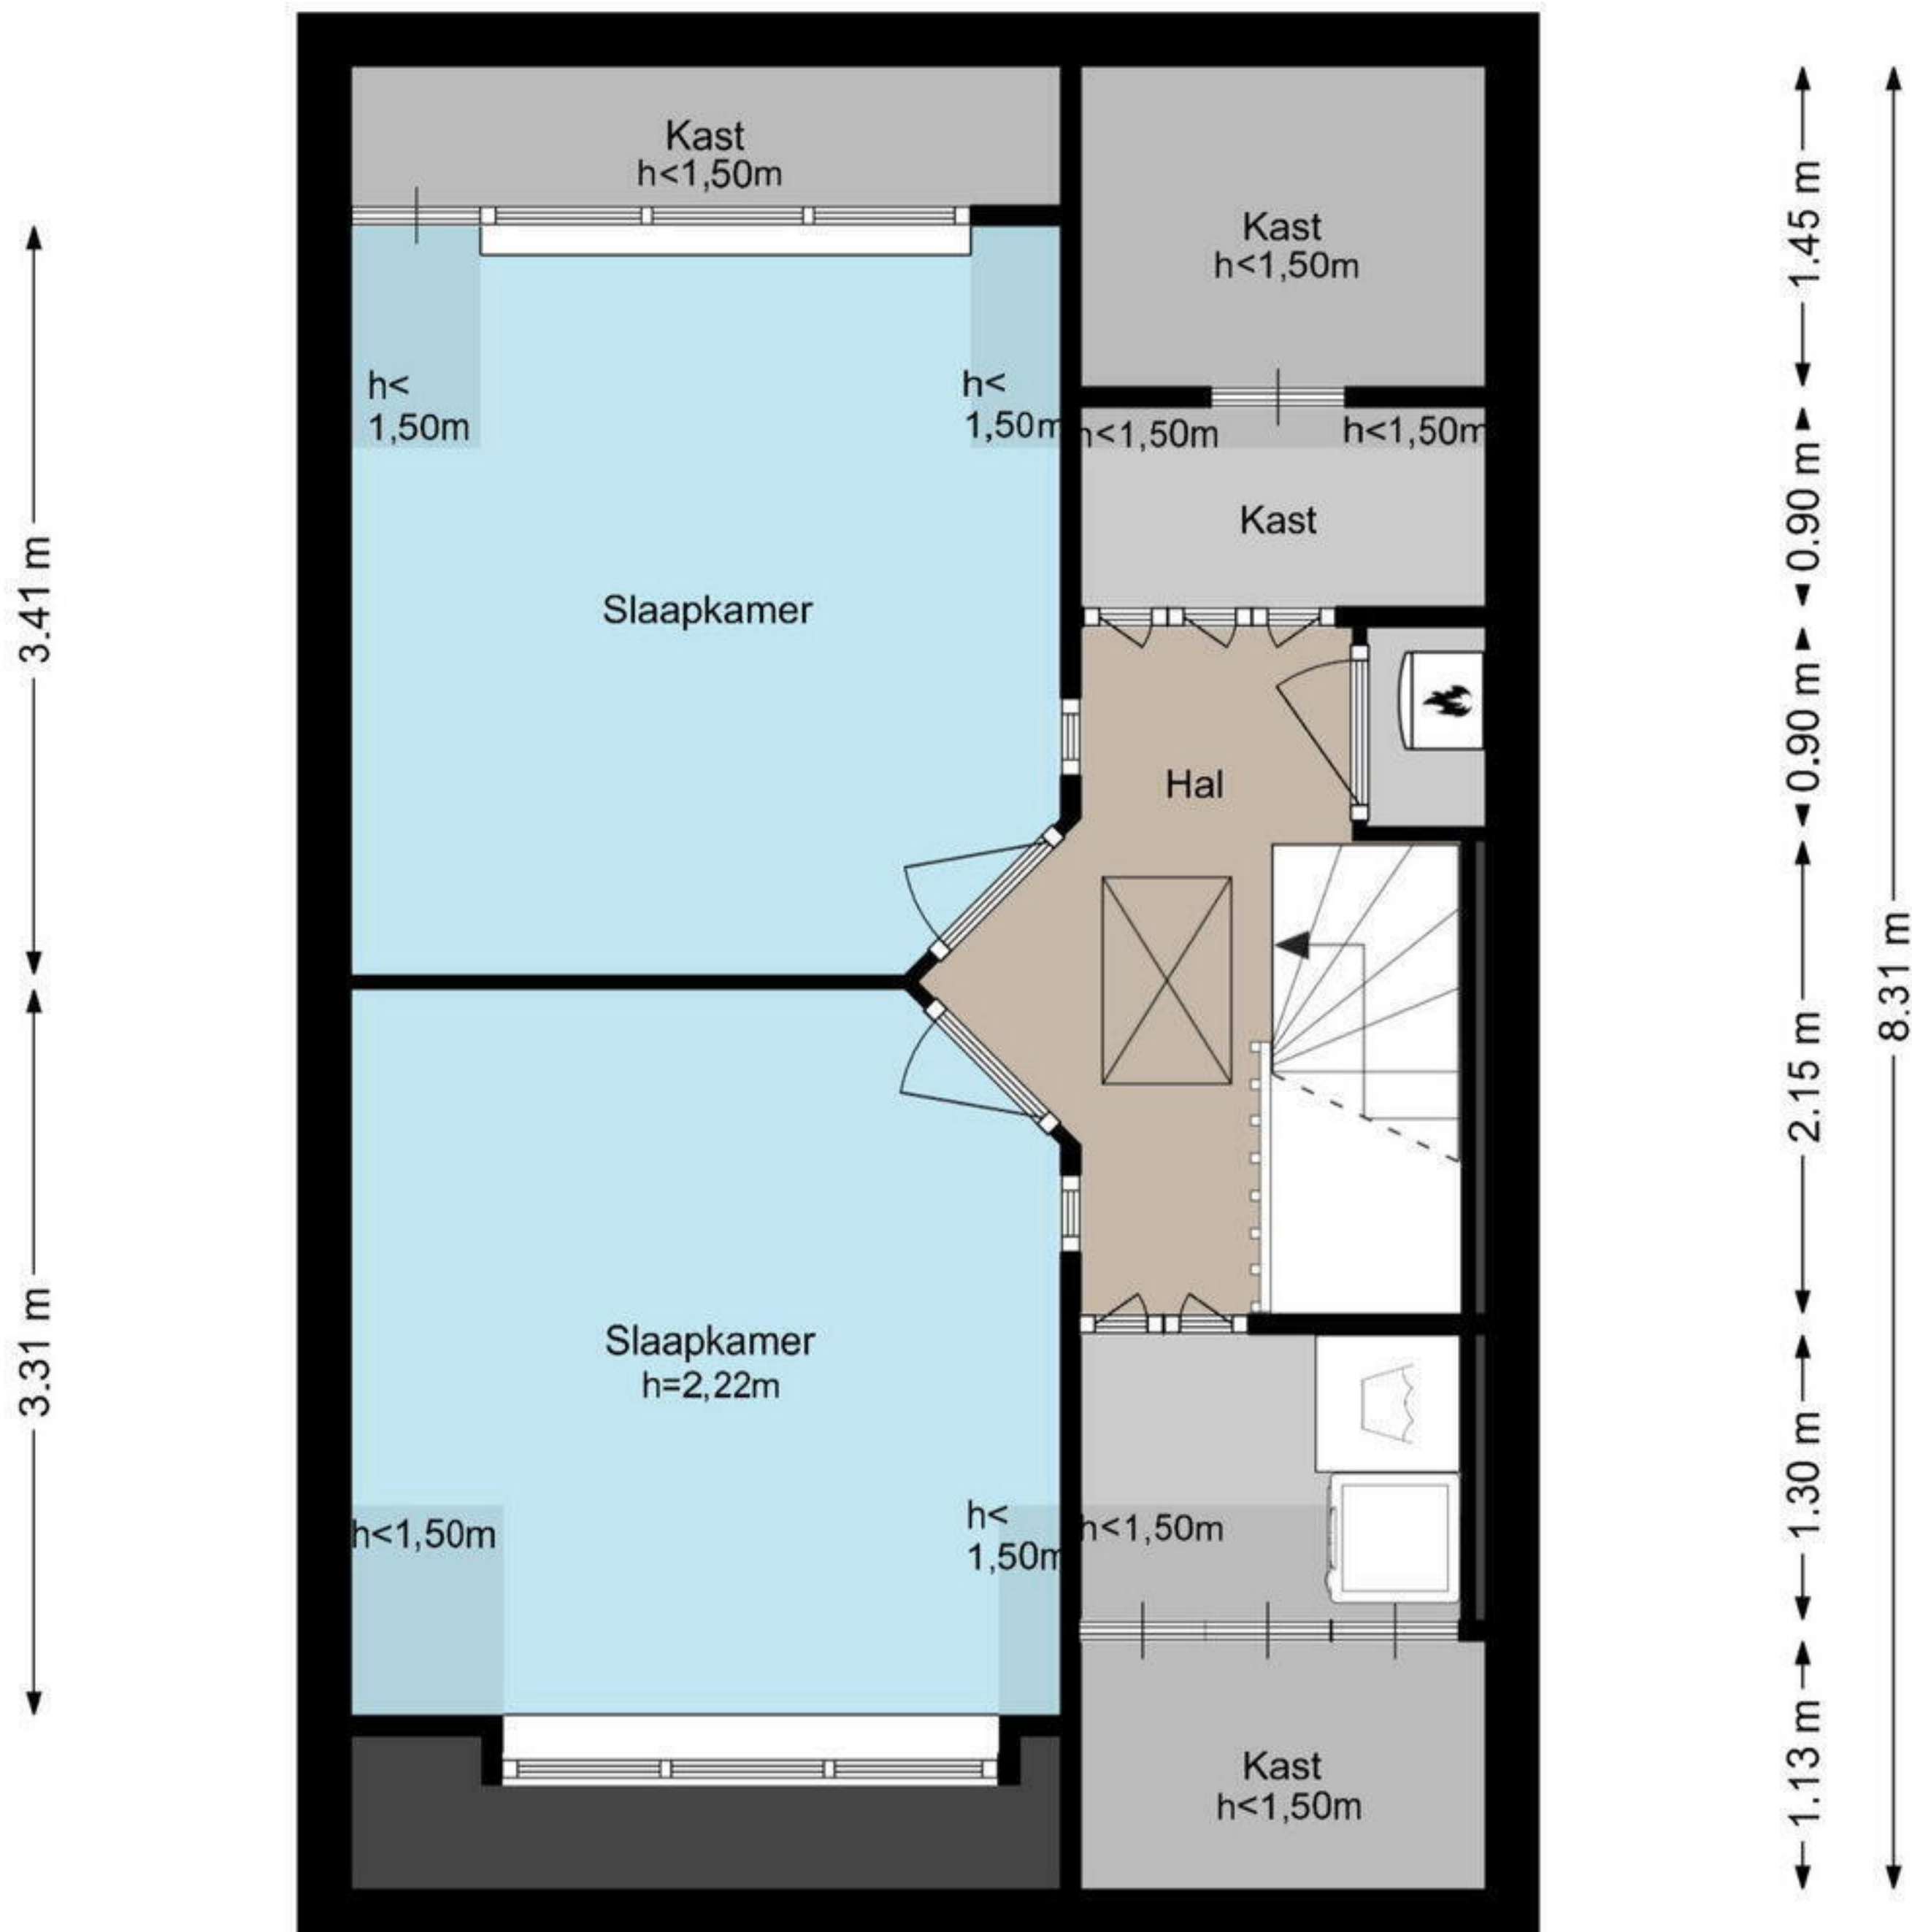 Kast
h<1,50m
Kast
h<1,50m
1.45 m
h<
1,50m
h<
1,50m
h<1,50m
h<1,50m
0.90 m
Kast
3.41 m
Slaapkamer
0.90 m
Hal
8.31 m
2.15 m
3.31 m
Slaapkamer
h=2,22m
1.30 m
h<1,50m
h<
1,50m
h<1,50m
Kast
h<1,50m
1.13 m